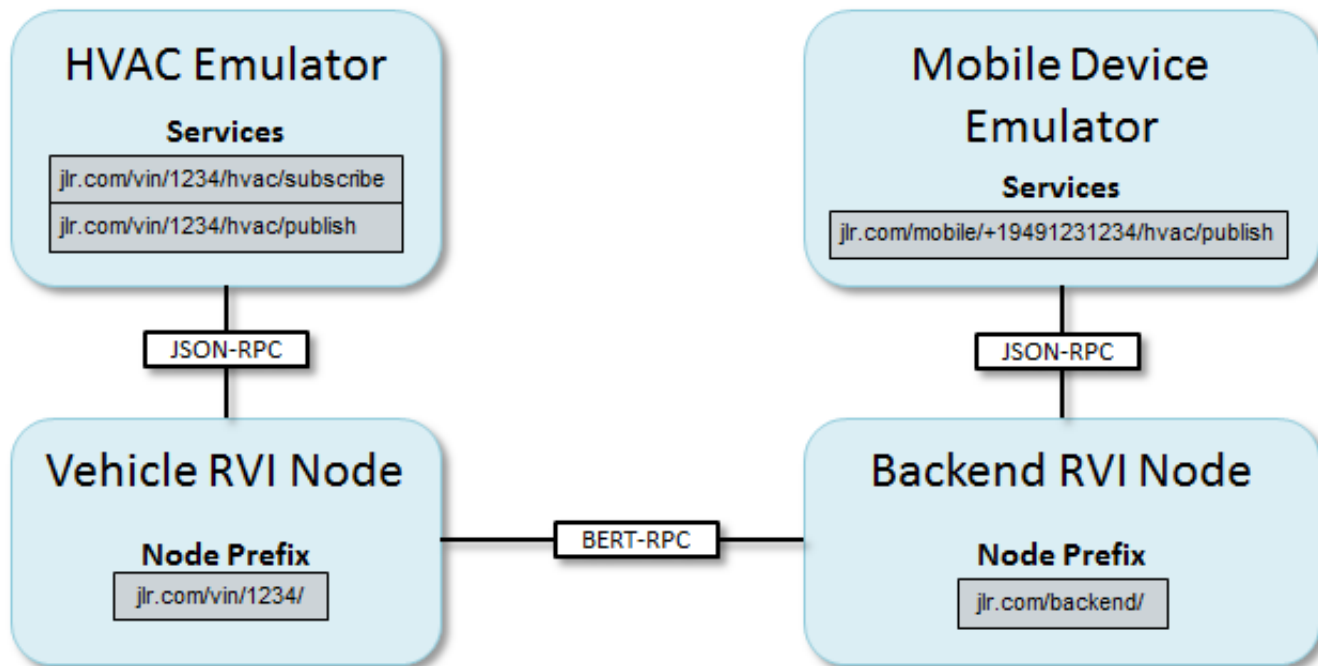 HVAC Emulator
Services
jlr.com/vin/1234/hvac/subscribe
jlr.com/vin/1234/hvac/publish
Mobile Device
Emulator
Services
jlr.com/mobile/+19491231234/hvac/publish
JSON-RPC
JSON-RPC
Vehicle RVI Node
Node Prefix
jlr.com/vin/1234/
BERT-RPC
Backend RVI Node
Node Prefix
jlr.com/backend/